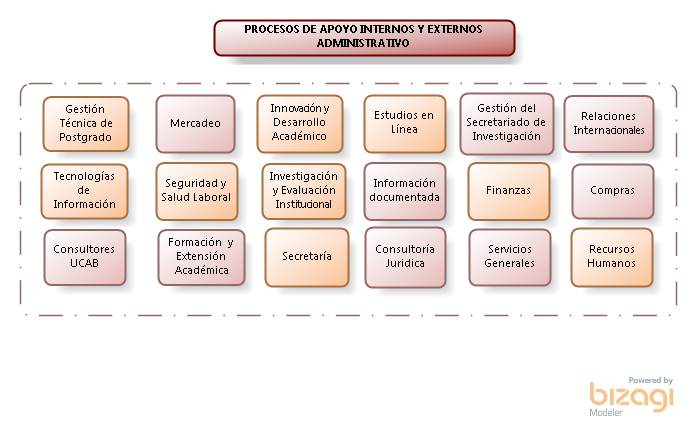 PROCESOS DE APOYO INTERNOS Y EXTERNOS
ADMINISTRATIVO
Gestión
Técnica de
Postgrado
Mercadeo
Innovación y
Desarrollo
Académico
Estudios en
Línea
Gestión del
Secretariado de
Investigación
Relaciones
Internacionales
Tecnologías
de
Información
Seguridad y
Salud Laboral
Investigación
y Evaluación
Institucional
Información
documentada
Finanzas
Compras
Consultores
UCAB
Formación y
Extensión
Académica
Secretaría
Consultoría
Juridica
Servicios
Generales
Recursos
Humanos
Powered by
bizagi
Modeler